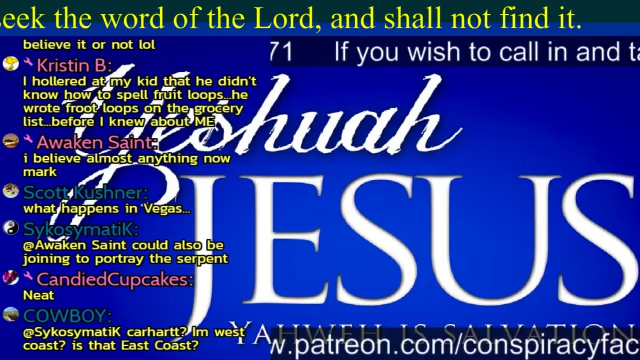 seek the word of the Lord, and shall not find it.
believe it or not lol
71 If you wish to call in and ta
Kristin B:
I hollered at my kid that he didn't
know how to spell fruit loops...he
wrote froot loops on the grocery
list...before I knew about ME
Yeshuah
Awaken Saint:
i believe almost anything now
mark
JESUS
Scott Kushner:
what happens in Vegas...
SykosymatiK:
@Awaken Saint could also be
joining to portray the serpent
CandiedCupcakes:
Neat
COWBOY:
@SykosymatiK carhartt? Im west
coast? is that East Coast?
YAHWEH IS SALVATION
w.patreon.com/conspiracyfac